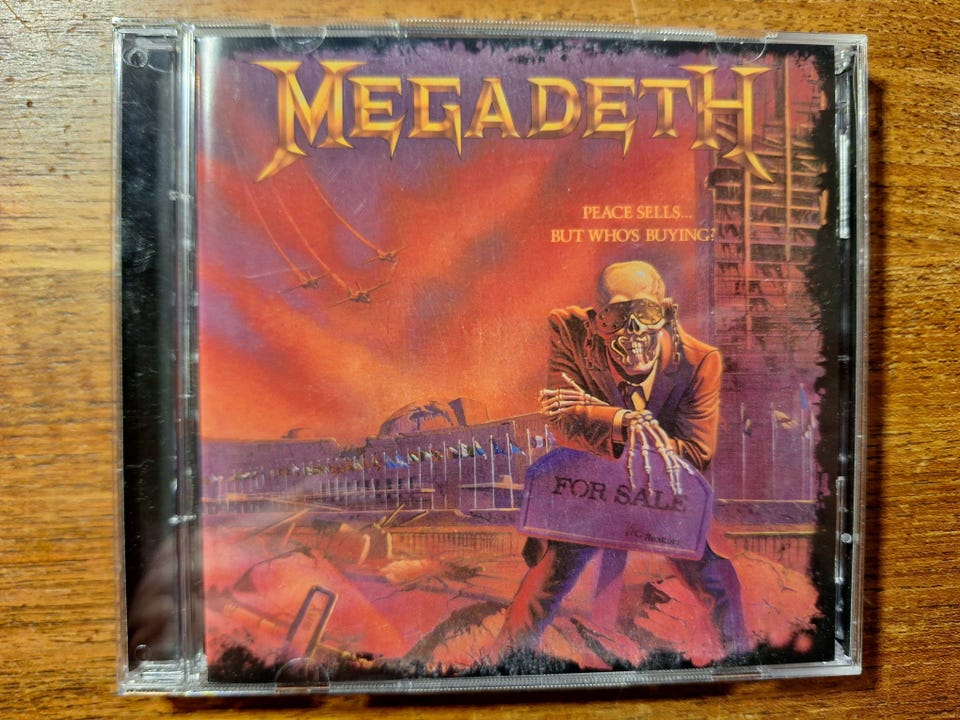 MEGADETH
PEACE SELLS...
BUT WHO'S BUYING?
FOR SALE